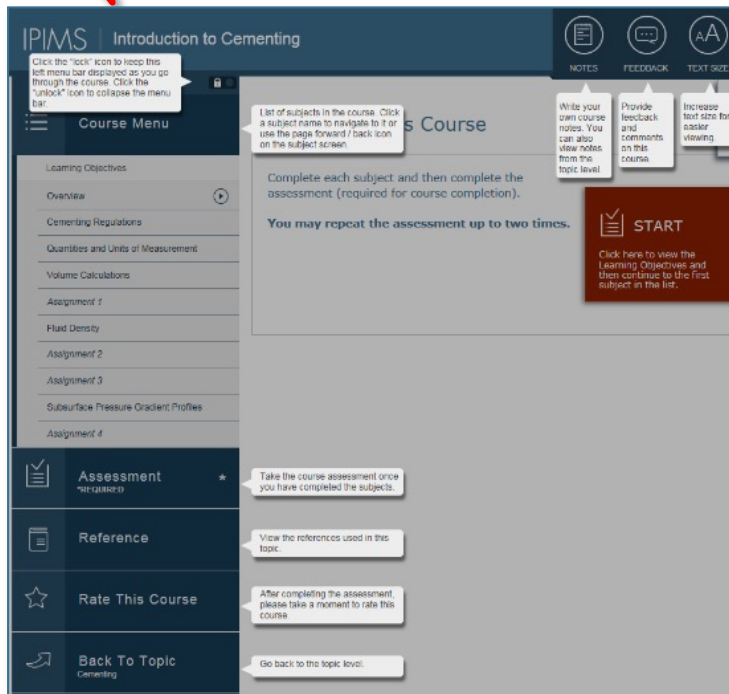 IPIMS | Introduction to Cementing
NOTES
FEEDBACK
TEXT SIZE
Click the "lock" icon to keep this
left menu bar displayed as you go
through the course. Click the
"unlock" icon to collapse the menu
bar.
Course Menu
List of subjects in the course. Click
a subject name to navigate to it or
use the page forward / back icon
on the subject screen.
s Course
Write your
own course
notes. You
can also
view notes
from the
topic level.
Provide
feedback
and
comments
on this
course.
Increase
text size for
easier
viewing.
Learning Objectives
Overview
Cementing Regulations
Quantities and Units of Measurement
Volume Calculations
Assignment 1
Fluid Density
Assignment 2
Assignment 3
Subsurface Pressure Gradient Profiles
Assignment 4
Complete each subject and then complete the
assessment (required for course completion).
You may repeat the assessment up to two times.
START
Click here to view the
Learning Objectives and
then continue to the first
subject in the list.
Assessment *
*REQUIRED
Take the course assessment once
you have completed the subjects.
Reference
View the references used in this
topic.
Rate This Course
After completing the assessment,
please take a moment to rate this
course.
Back To Topic
Cementing
Go back to the topic level.